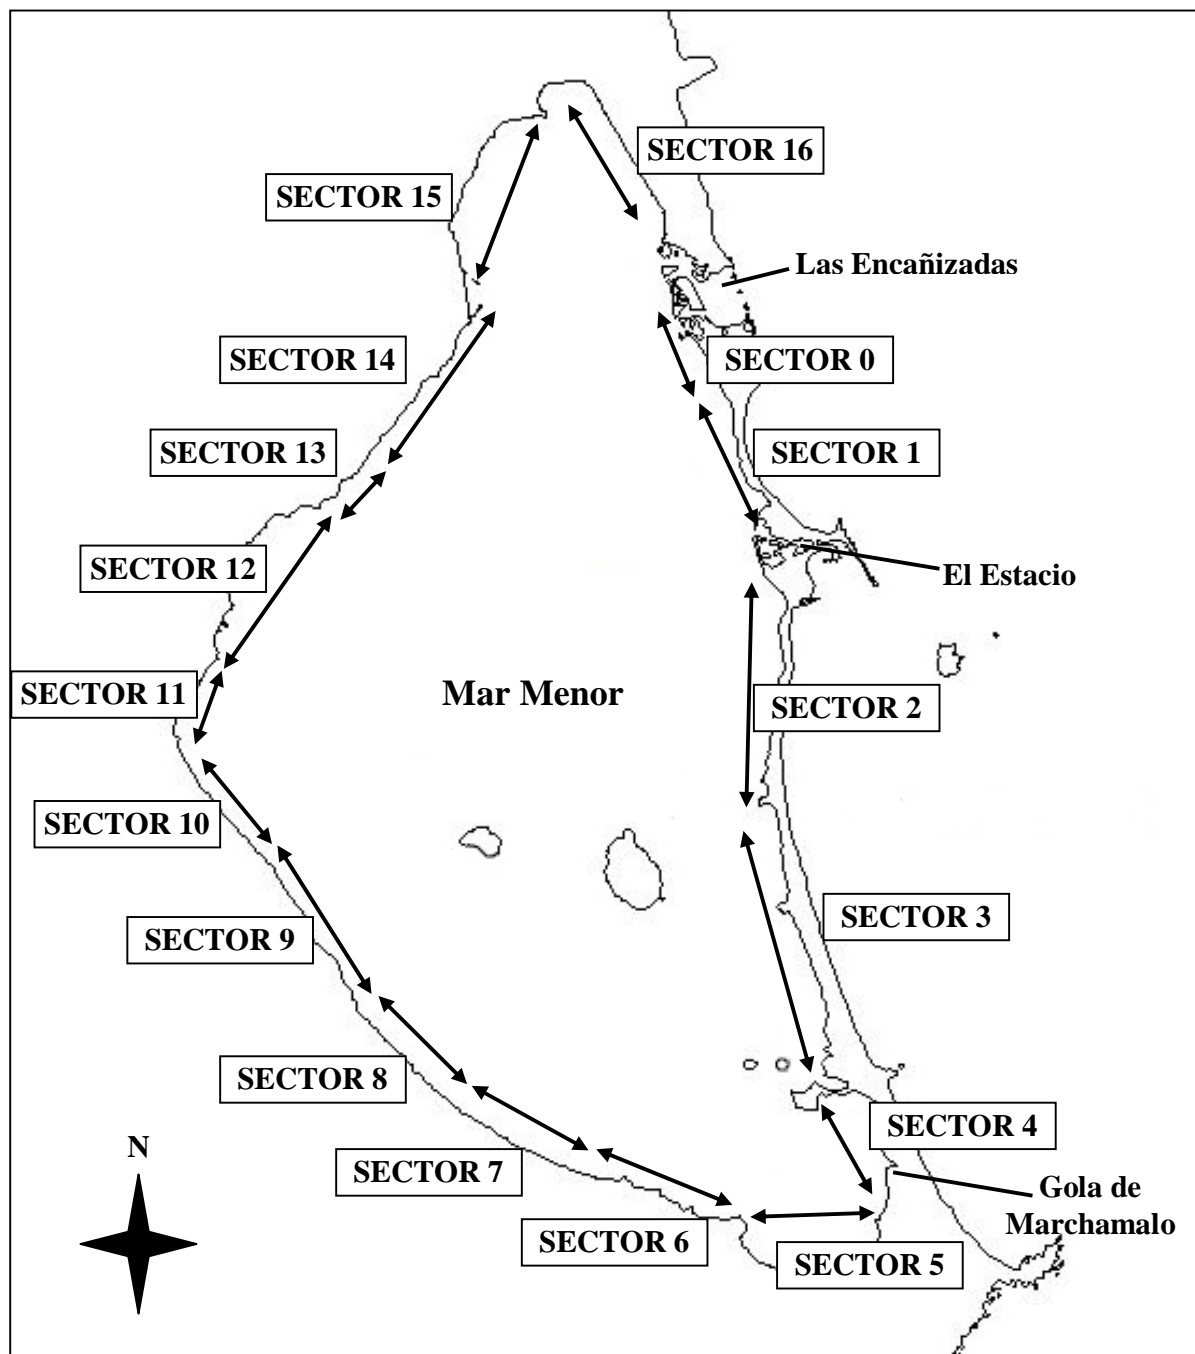 SECTOR 16
SECTOR 15
Las Encañizadas
SECTOR 14
SECTOR 0
SECTOR 13
SECTOR 1
SECTOR 12
El Estacio
SECTOR 11
Mar Menor
SECTOR 2
SECTOR 10
SECTOR 3
SECTOR 9
SECTOR 8
SECTOR 4
N
SECTOR 7
Gola de
Marchamalo
SECTOR 6
SECTOR 5